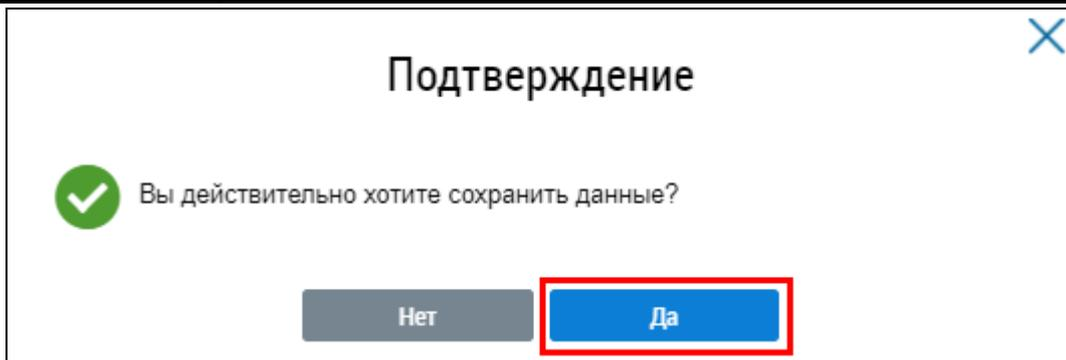 Подтверждение
Вы действительно хотите сохранить данные?
Нет
Да